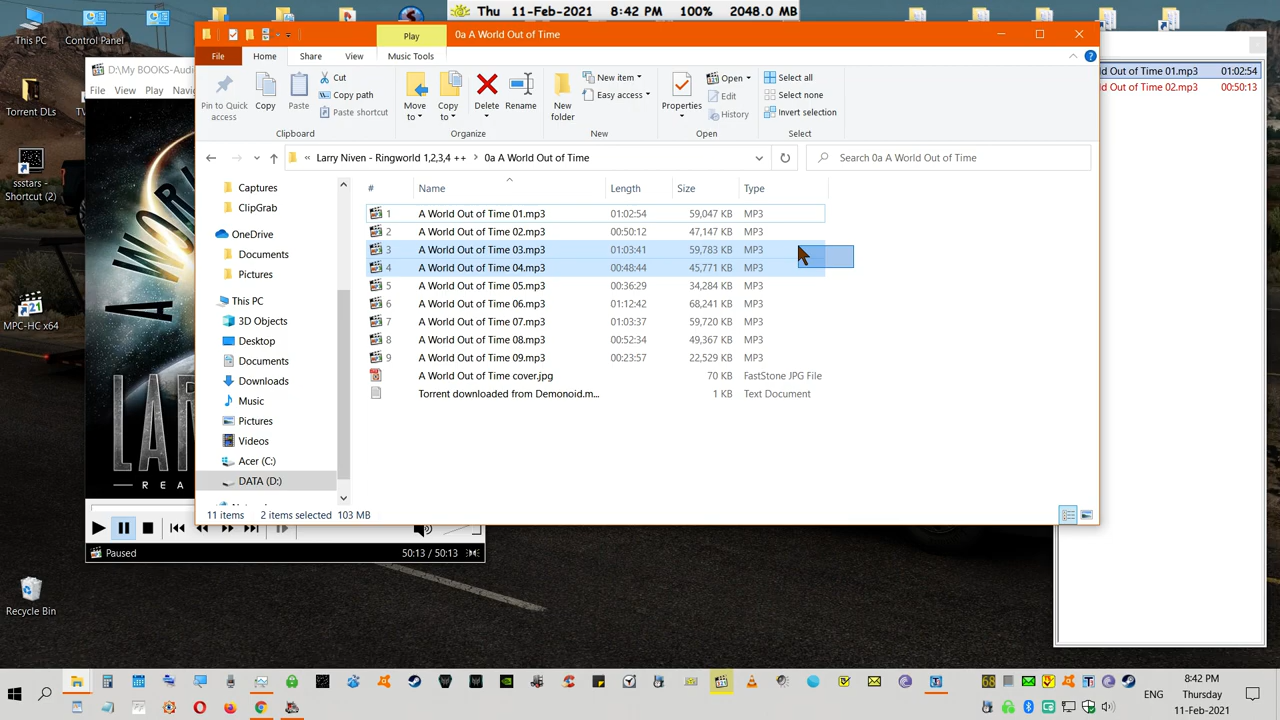 Thu 11-Feb-2021 8:42 PM 100% 2048.0 MB
This PC
Control Panel
Torrent DLs
ssstars -
Shortcut (2)
MPC-HC x64
Recycle Bin
D:\My BOOKS-Audi
File View Play Navi
Play
0a A World Out of Time
File Home Share View Music Tools
Pin to Quick
access
Copy
Paste
Cut
Copy path
Paste shortcut
Clipboard
Move
to
Copy
to
Delete
Rename
Organize
New
folder
New item
Easy access
New
Properties
Open
Edit
History
Open
Select all
Select none
Invert selection
Select
« Larry Niven - Ringworld 1,2,3,4 ++ > 0a A World Out of Time
Search 0a A World Out of Time
Captures
ClipGrab
OneDrive
Documents
Pictures
This PC
3D Objects
Desktop
Documents
Downloads
Music
Pictures
Videos
Acer (C:)
DATA (D:)
# Name Length Size Type
1 A World Out of Time 01.mp3 01:02:54 59,047 KB MP3
2 A World Out of Time 02.mp3 00:50:12 47,147 KB MP3
3 A World Out of Time 03.mp3 01:03:41 59,783 KB MP3
4 A World Out of Time 04.mp3 00:48:44 45,771 KB MP3
5 A World Out of Time 05.mp3 00:36:29 34,284 KB MP3
6 A World Out of Time 06.mp3 01:12:42 68,241 KB MP3
7 A World Out of Time 07.mp3 01:03:37 59,720 KB MP3
8 A World Out of Time 08.mp3 00:52:34 49,367 KB MP3
9 A World Out of Time 09.mp3 00:23:57 22,529 KB MP3
A World Out of Time cover.jpg 70 KB FastStone JPG File
Torrent downloaded from Demonoid.m... 1 KB Text Document
11 items 2 items selected 103 MB
d Out of Time 01.mp3 01:02:54
d Out of Time 02.mp3 00:50:13
A WORL
LAR
REA
Paused 50:13 / 50:13
68
ENG
8:42 PM
Thursday
11-Feb-2021